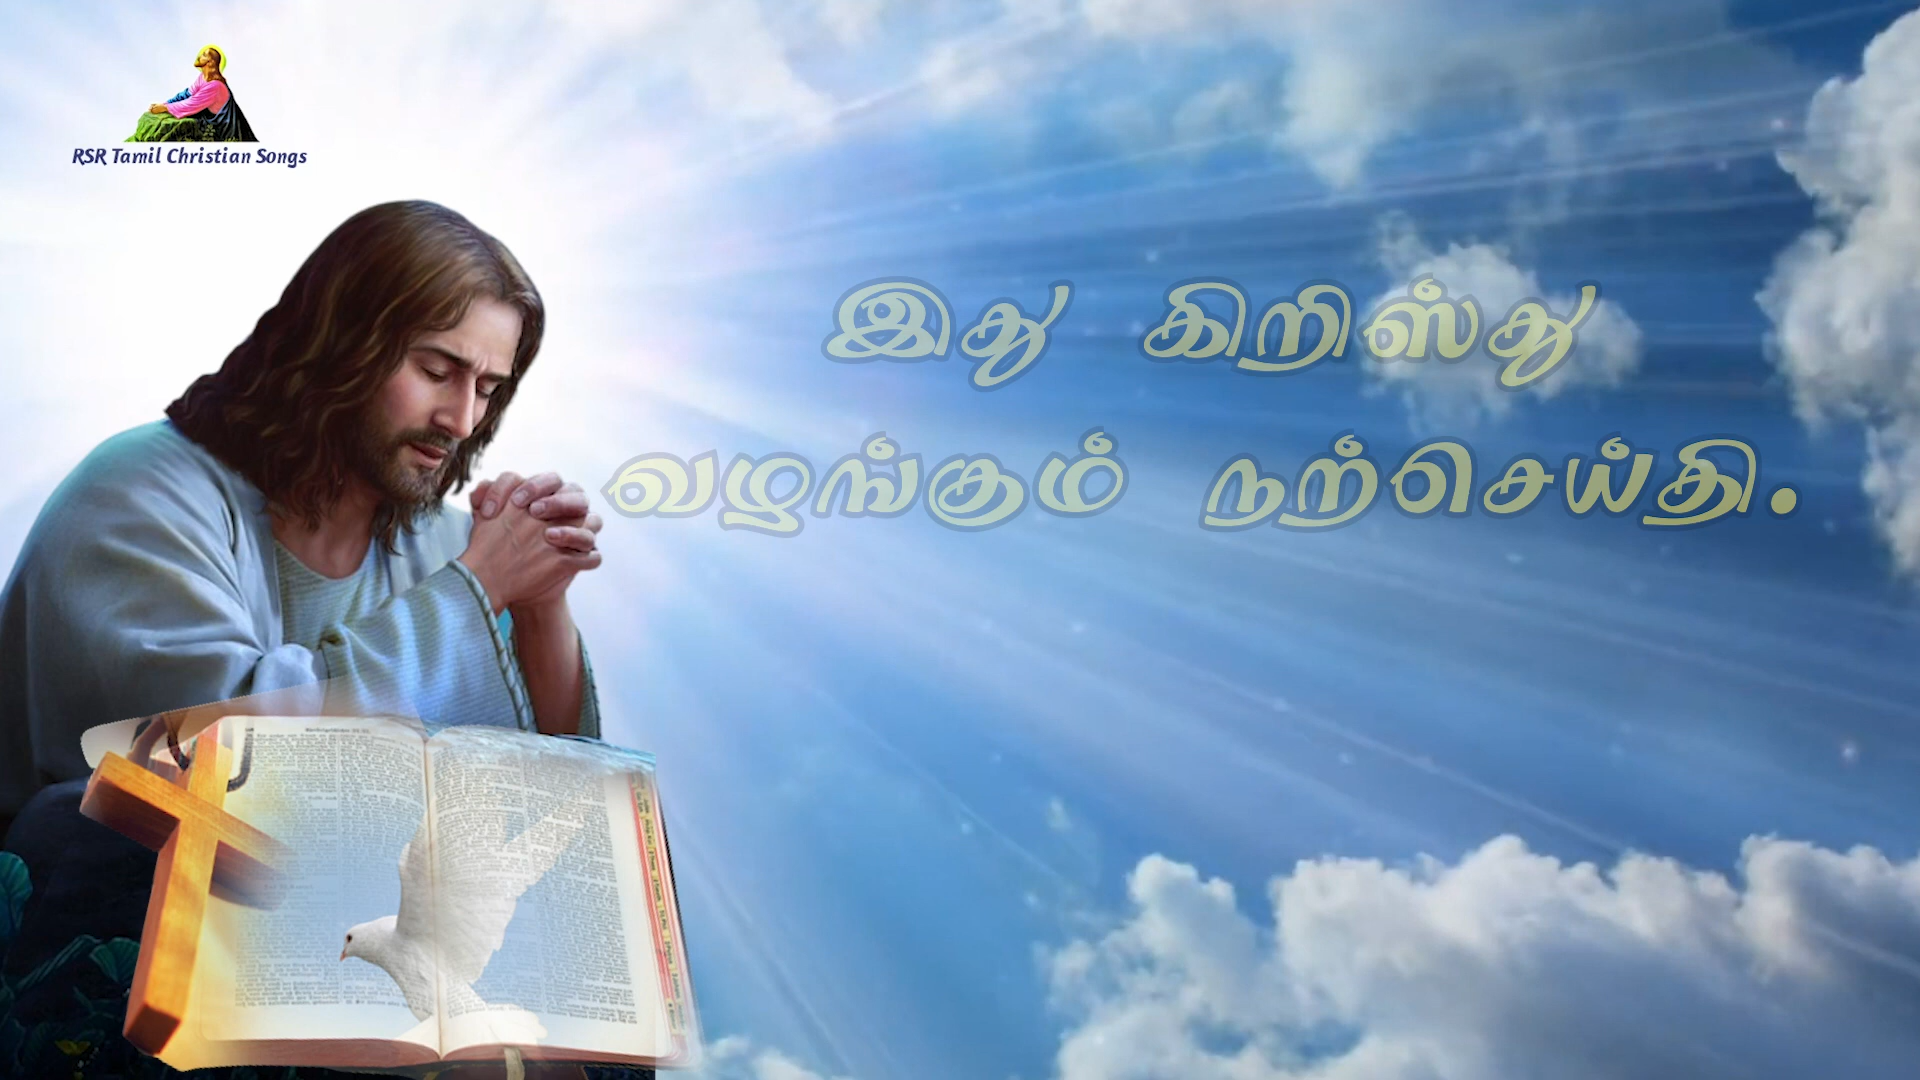 RSR Tamil Christian Songs
இது கிறிஸ்து
வழங்கும் நற்செய்தி.